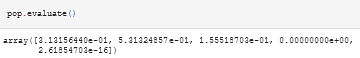 pop.evaluate()
array([3.13156440e-01, 5.31324857e-01, 1.55518703e-01, 0.00000000e+00,
2.61854703e-16])